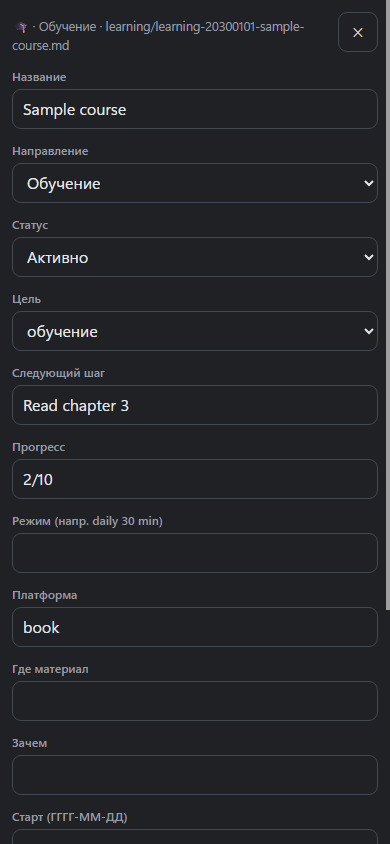 · Обучение · learning/learning-20300101-sample-
course.md
×
Название
Sample course
Направление
Обучение
Статус
Активно
Цель
обучение
Следующий шаг
Read chapter 3
Прогресс
2/10
Режим (напр. daily 30 min)
Платформа
book
Где материал
Зачем
Старт (ГГГГ-ММ-ДД)